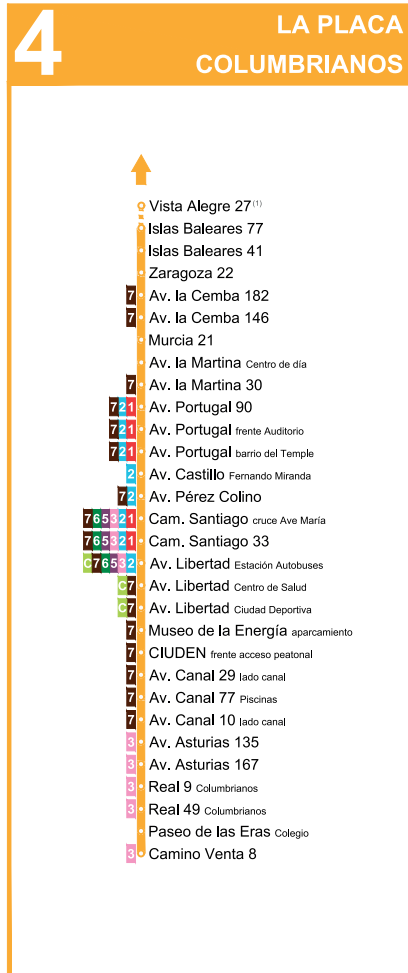 4
LA PLACA
COLUMBRIANOS
Vista Alegre 27(1)
Islas Baleares 77
Islas Baleares 41
Zaragoza 22
7 Av. la Cemba 182
7 Av. la Cemba 146
Murcia 21
Av. la Martina Centro de día
7 Av. la Martina 30
7 2 1 Av. Portugal 90
7 2 1 Av. Portugal frente Auditorio
7 2 1 Av. Portugal barrio del Temple
2 Av. Castillo Fernando Miranda
7 2 Av. Pérez Colino
7 6 5 3 2 1 Cam. Santiago cruce Ave María
7 6 5 3 2 1 Cam. Santiago 33
C 7 6 5 3 2 Av. Libertad Estación Autobuses
C 7 Av. Libertad Centro de Salud
C 7 Av. Libertad Ciudad Deportiva
7 Museo de la Energía aparcamiento
7 CIUDEN frente acceso peatonal
7 Av. Canal 29 lado canal
7 Av. Canal 77 Piscinas
7 Av. Canal 10 lado canal
3 Av. Asturias 135
3 Av. Asturias 167
3 Real 9 Columbrianos
3 Real 49 Columbrianos
Paseo de las Eras Colegio
3 Camino Venta 8